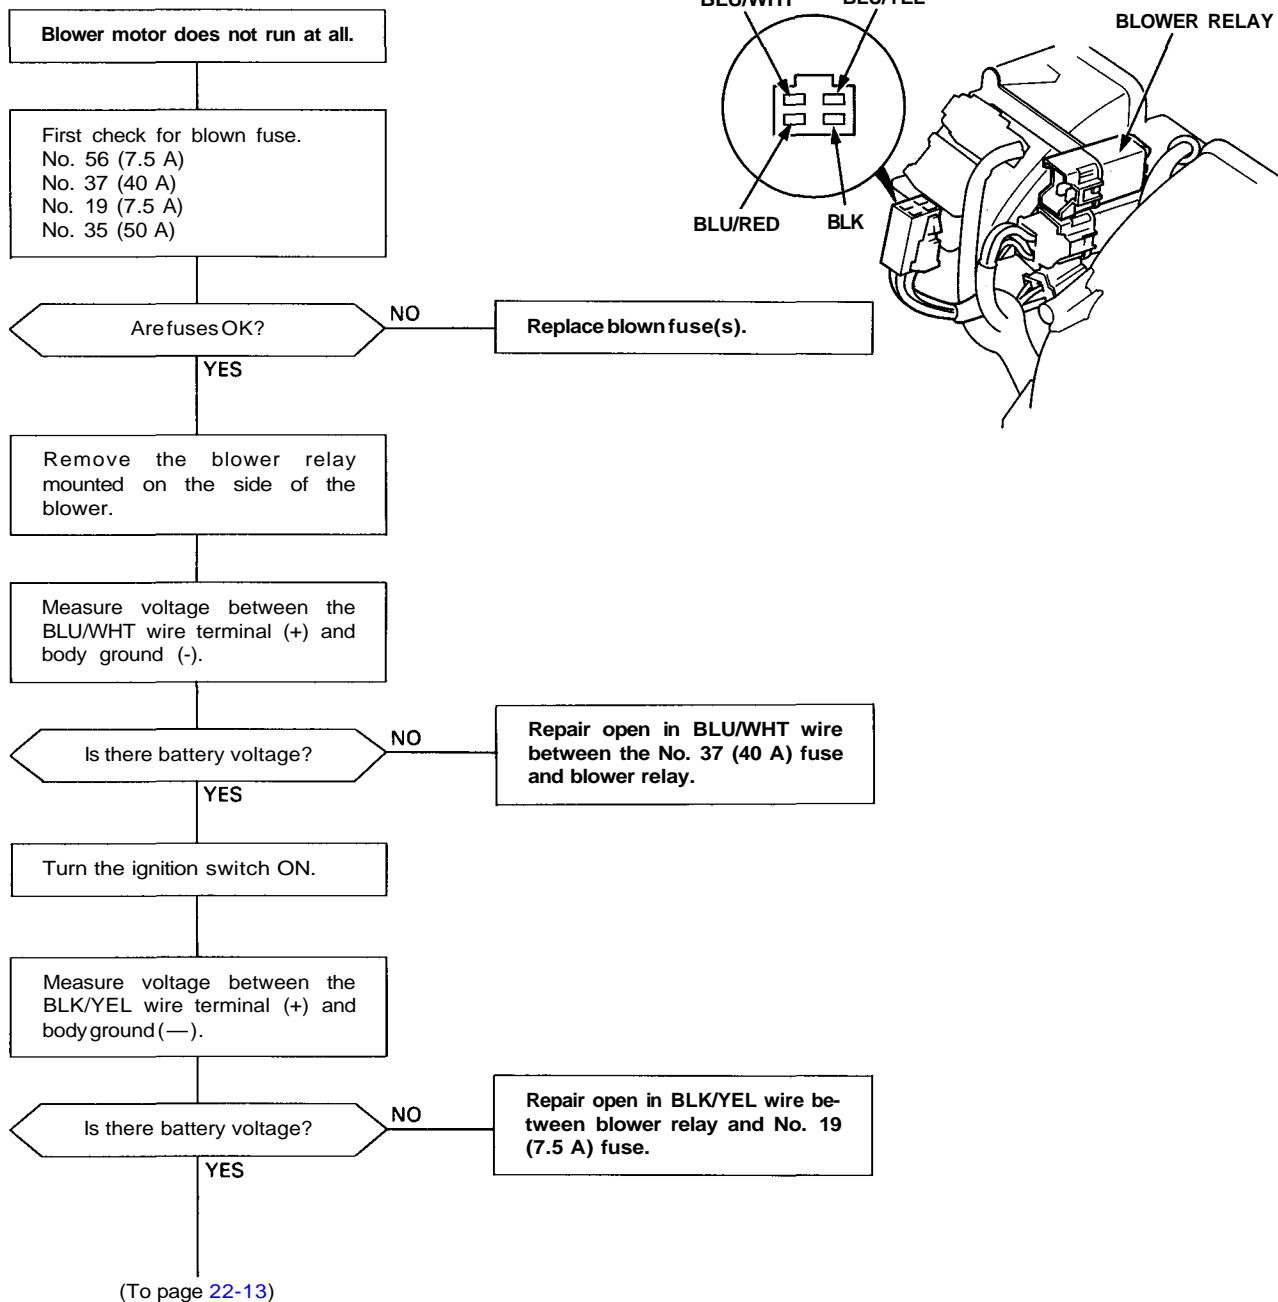 BLU/WHT BLU/YEL
BLOWER RELAY
BLU/RED BLK
Blower motor does not run at all.
First check for blown fuse.
No. 56 (7.5 A)
No. 37 (40 A)
No. 19 (7.5 A)
No. 35 (50 A)
Are fuses OK?
NO
Replace blown fuse(s).
YES
Remove the blower relay
mounted on the side of the
blower.
Measure voltage between the
BLU/WHT wire terminal (+) and
body ground (-).
Is there battery voltage?
NO
Repair open in BLU/WHT wire
between the No. 37 (40 A) fuse
and blower relay.
YES
Turn the ignition switch ON.
Measure voltage between the
BLK/YEL wire terminal (+) and
body ground (—).
Is there battery voltage?
NO
Repair open in BLK/YEL wire be-
tween blower relay and No. 19
(7.5 A) fuse.
YES
(To page 22-13)